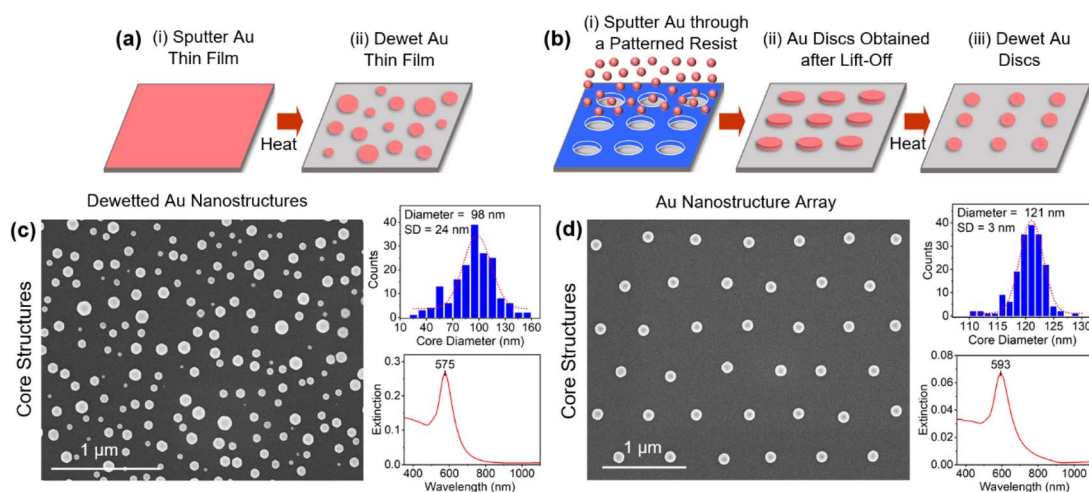 (a)
(i) Sputter Au
Thin Film
(ii) Dewet Au
Thin Film
Heat
(b)
(i) Sputter Au through
a Patterned Resist
(ii) Au Discs Obtained
after Lift-Off
(iii) Dewet Au
Discs
Heat
Dewetted Au Nanostructures
(c)
Core Structures
1 µm
Diameter = 98 nm
SD = 24 nm
Counts
40
30
20
10
0
10 40 70 100 130 160
Core Diameter (nm)
575
Extinction
0.3
0.2
0.1
0.0
400 600 800 1000
Wavelength (nm)
Au Nanostructure Array
(d)
Core Structures
1 µm
Diameter = 121 nm
SD = 3 nm
Counts
40
30
20
10
0
110 115 120 125 130
Core Diameter (nm)
593
Extinction
0.08
0.06
0.04
0.02
0.00
400 600 800 1000
Wavelength (nm)